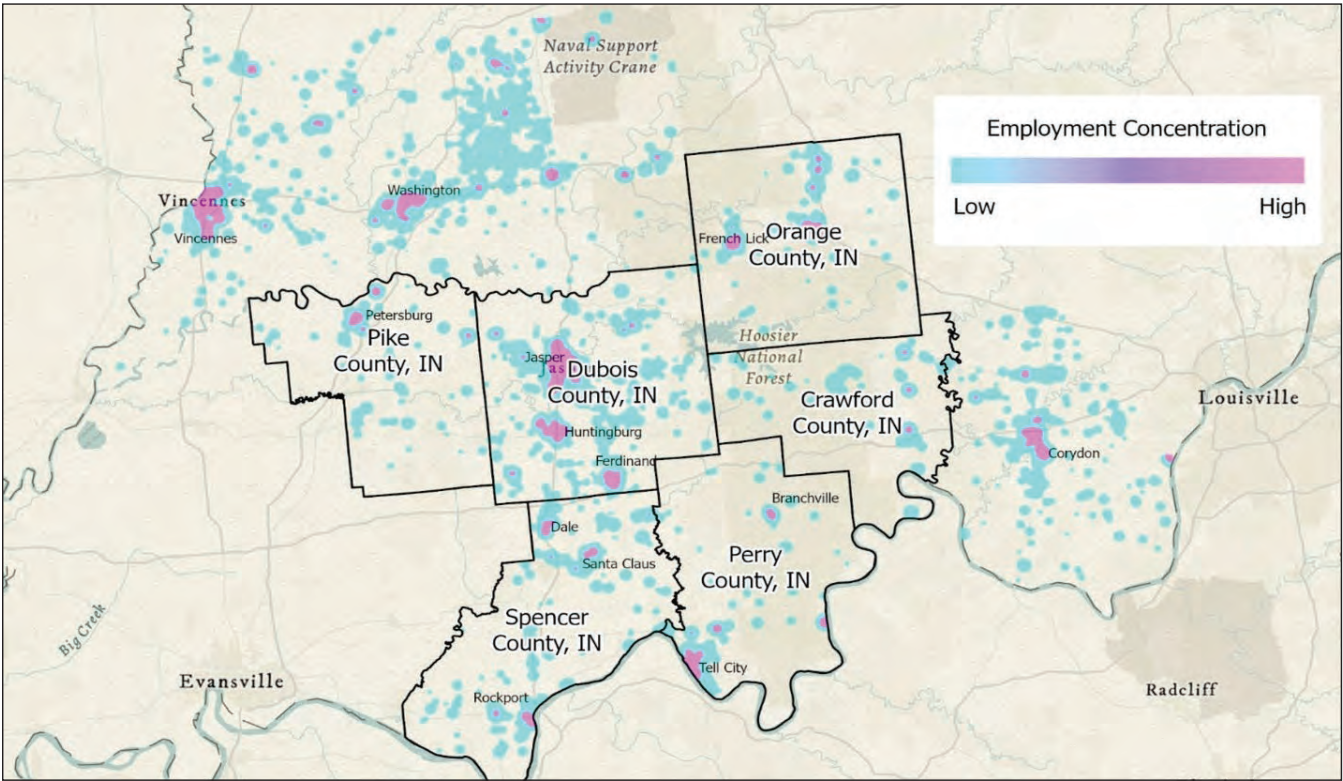 Naval Support
Activity Crane
Employment Concentration
Low
High
Washington
Vincennes
Vincennes
French Lick
Orange
County, IN
Petersburg
Pike
County, IN
Hoosier
National
Forest
Jasper
Jas
Dubois
County, IN
Crawford
County, IN
Louisville
Huntingburg
Corydon
Ferdinand
Branchville
Dale
Santa Claus
Perry
County, IN
Spencer
County, IN
Big Creek
Tell City
Evansville
Rockport
Radcliff